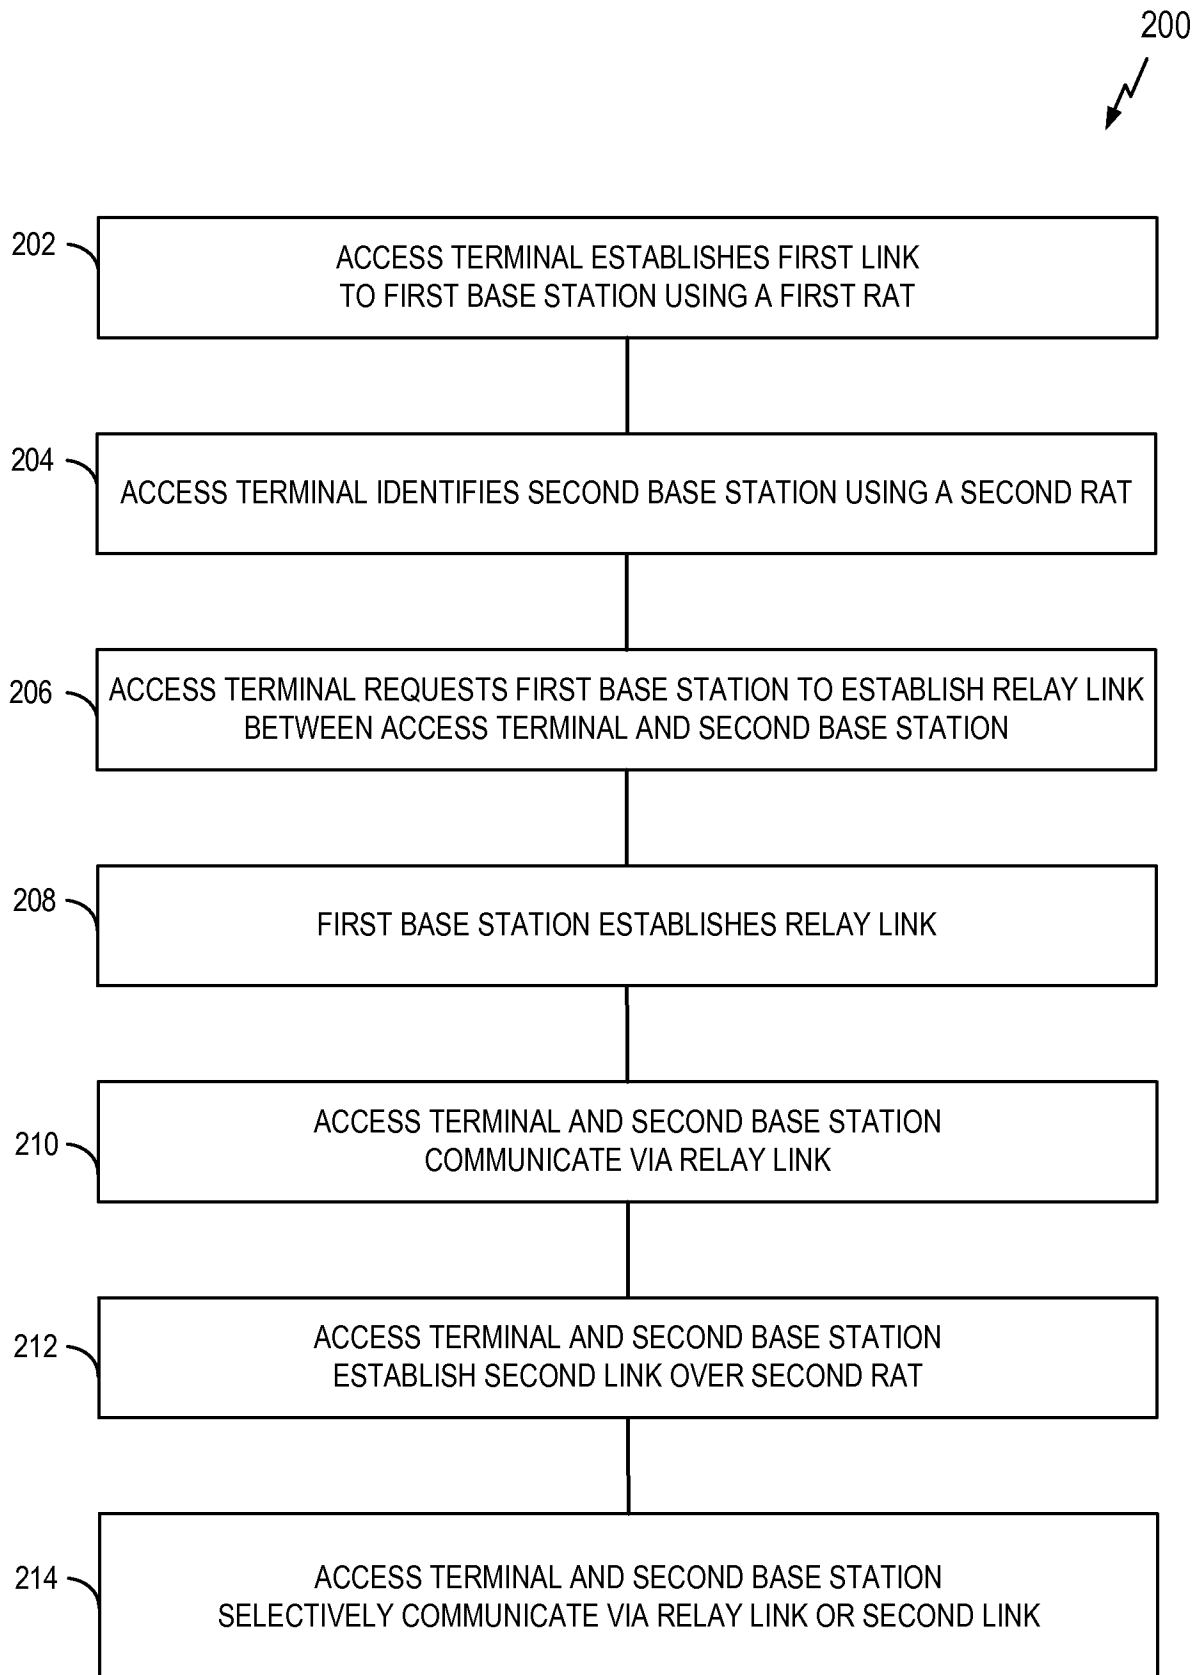 200
202
ACCESS TERMINAL ESTABLISHES FIRST LINK
TO FIRST BASE STATION USING A FIRST RAT
204
ACCESS TERMINAL IDENTIFIES SECOND BASE STATION USING A SECOND RAT
206
ACCESS TERMINAL REQUESTS FIRST BASE STATION TO ESTABLISH RELAY LINK
BETWEEN ACCESS TERMINAL AND SECOND BASE STATION
208
FIRST BASE STATION ESTABLISHES RELAY LINK
210
ACCESS TERMINAL AND SECOND BASE STATION
COMMUNICATE VIA RELAY LINK
212
ACCESS TERMINAL AND SECOND BASE STATION
ESTABLISH SECOND LINK OVER SECOND RAT
214
ACCESS TERMINAL AND SECOND BASE STATION
SELECTIVELY COMMUNICATE VIA RELAY LINK OR SECOND LINK